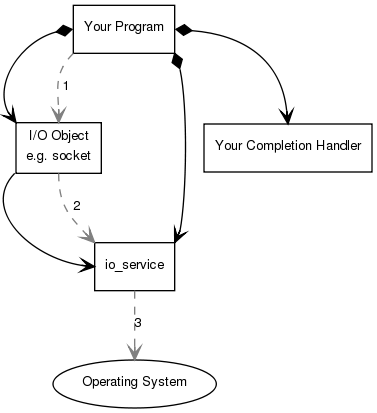 Your Program
1
I/O Object
e.g. socket
Your Completion Handler
2
io_service
3
Operating System